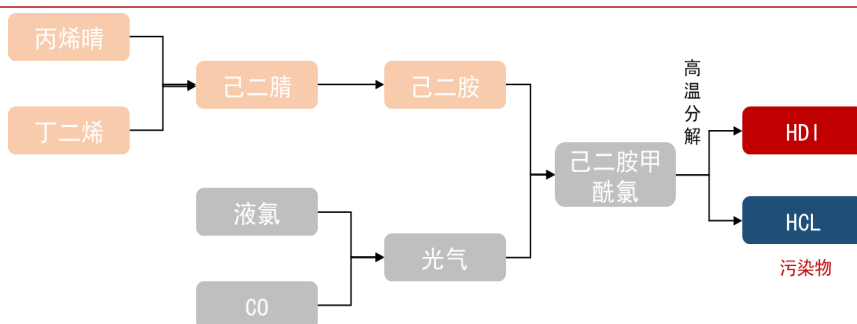 丙烯晴
丁二烯
己二腈
己二胺
液氯
CO
光气
己二胺甲
酰氯
高温分解
HDI
HCL
污染物